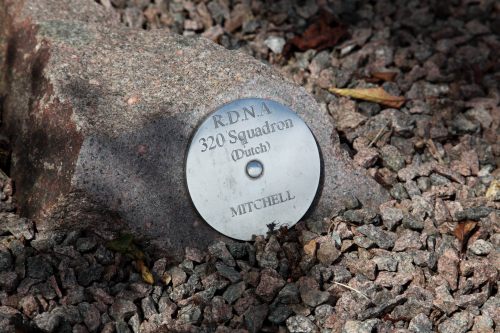 R.D.N.A
320 Squadron
(Dutch)
MITCHELL